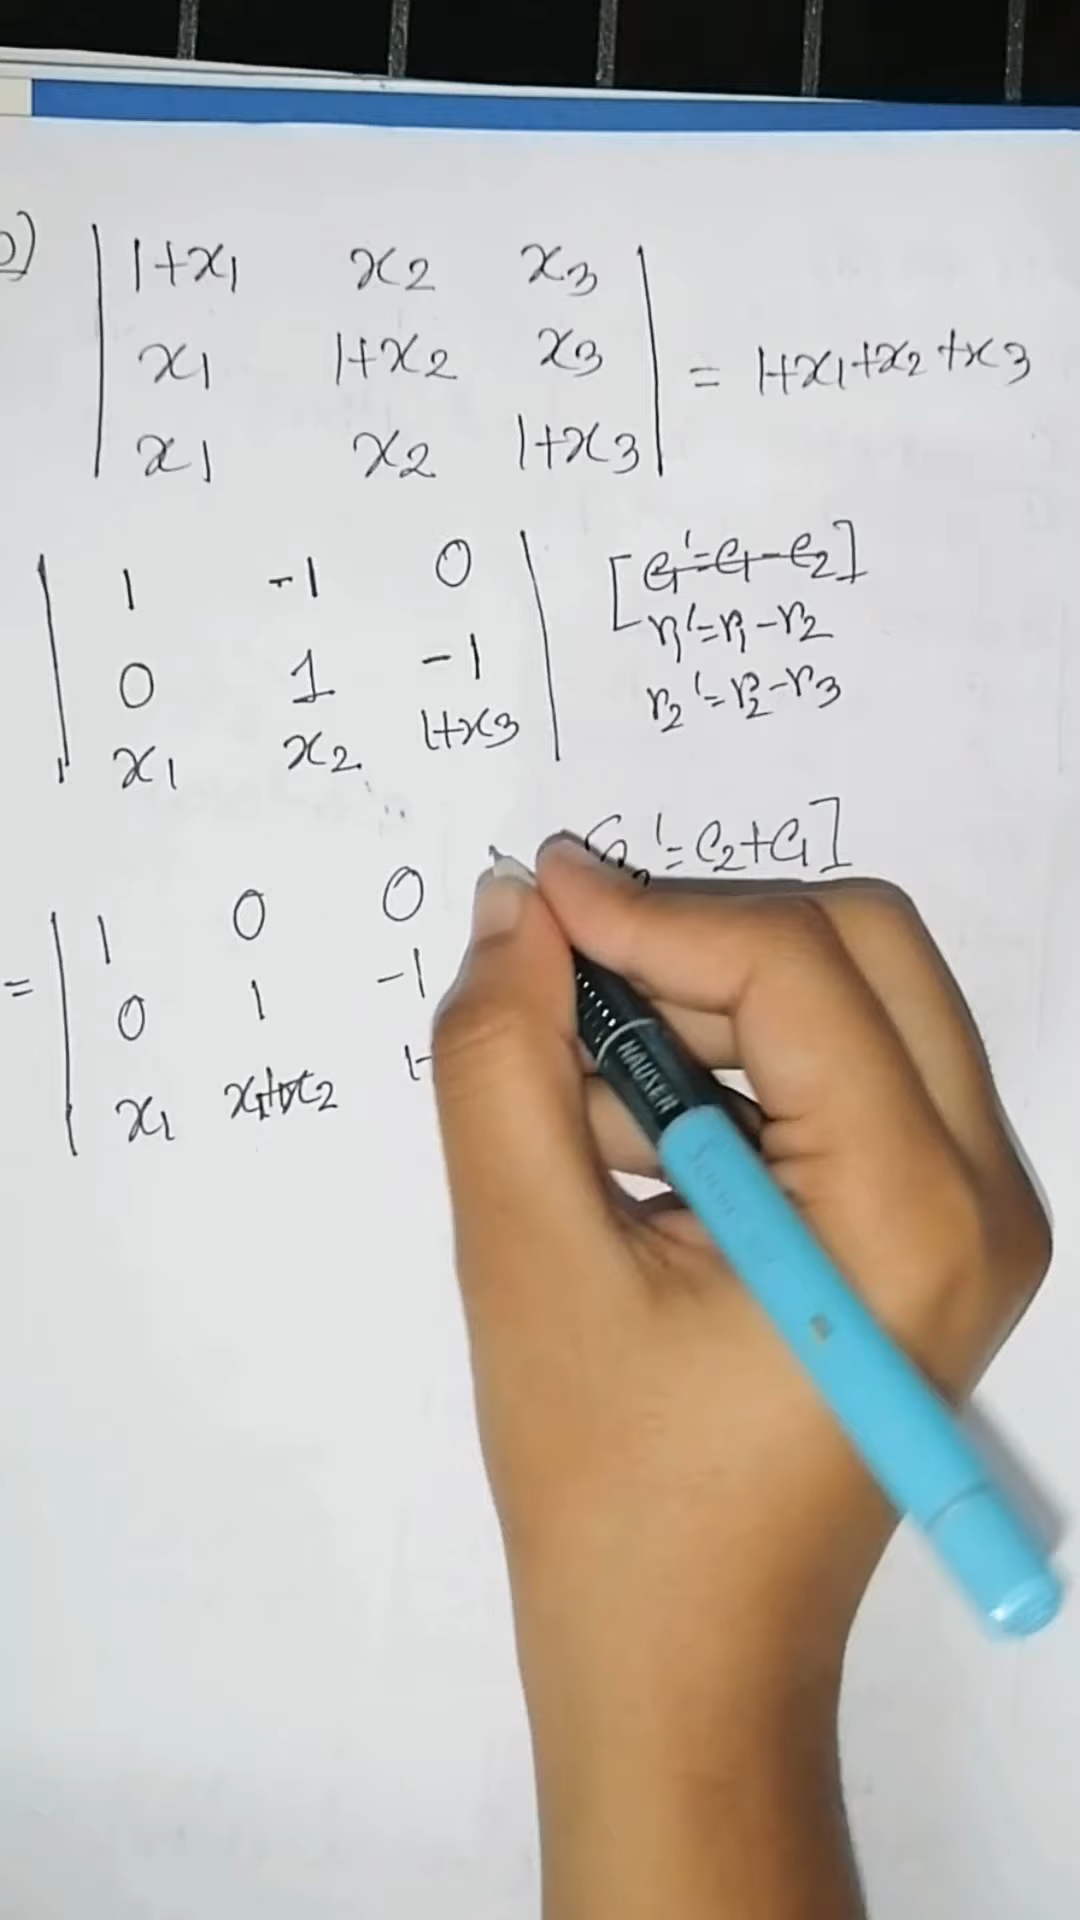 b)
| 1+x1 x2 x3 |
| x1 1+x2 x3 | = 1+x1+x2+x3
| x1 x2 1+x3 |
| 1 -1 0 | [c1'=c1-c2]
r1'=r1-r2
| 0 1 -1 |
r2'=r2-r3
| x1 x2 1+x3 |
'=c2+c1]
| 1 0 0
= | 0 1 -1
| x1 x1+x2 1+
HAUSER